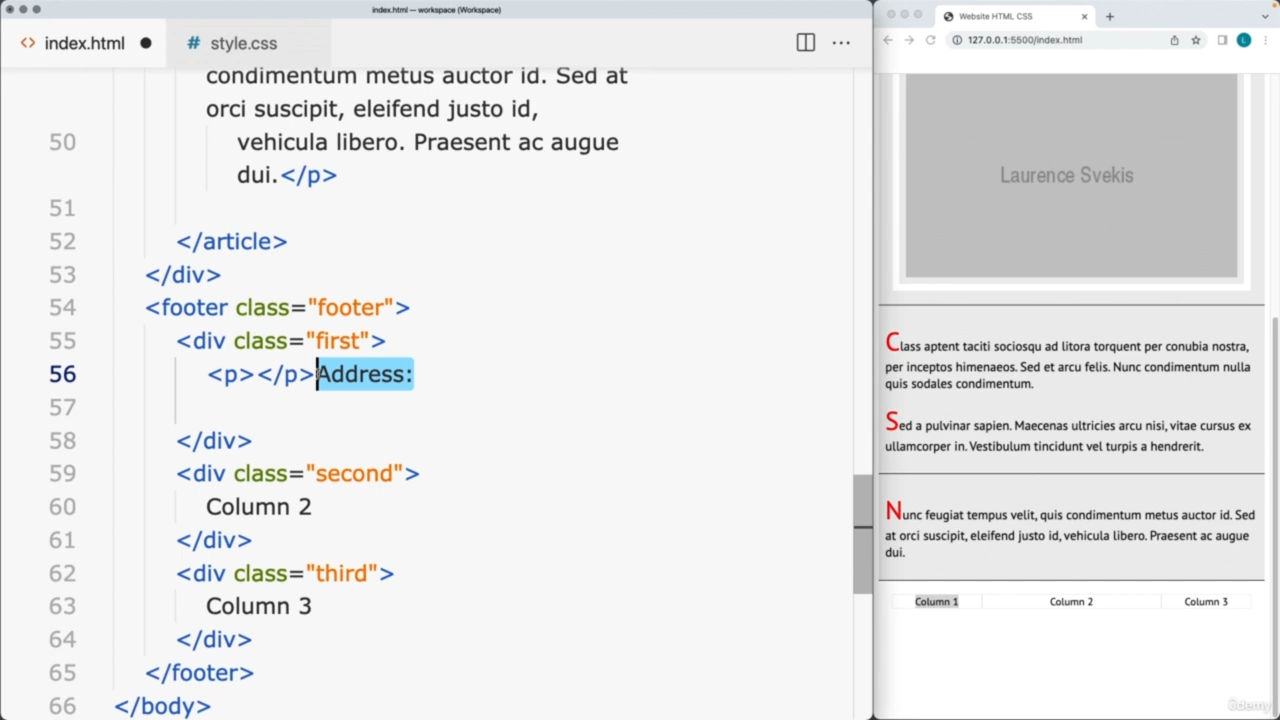 index.html — workspace (Workspace)
<> index.html ● # style.css ...
condimentum metus auctor id. Sed at
orci suscipit, eleifend justo id,
50 vehicula libero. Praesent ac augue
dui.</p>
51
52 </article>
53 </div>
54 <footer class="footer">
55 <div class="first">
56 <p></p>Address:
57
58 </div>
59 <div class="second">
60 Column 2
61 </div>
62 <div class="third">
63 Column 3
64 </div>
65 </footer>
66 </body>
Website HTML CSS
127.0.0.1:5500/index.html
L
Laurence Svekis
Class aptent taciti sociosqu ad litora torquent per conubia nostra,
per inceptos himenaeos. Sed et arcu felis. Nunc condimentum nulla
quis sodales condimentum.
Sed a pulvinar sapien. Maecenas ultricies arcu nisi, vitae cursus ex
ullamcorper in. Vestibulum tincidunt vel turpis a hendrerit.
Nunc feugiat tempus velit, quis condimentum metus auctor id. Sed
at orci suscipit, eleifend justo id, vehicula libero. Praesent ac augue
dui.
Column 1 Column 2 Column 3
ûdemy